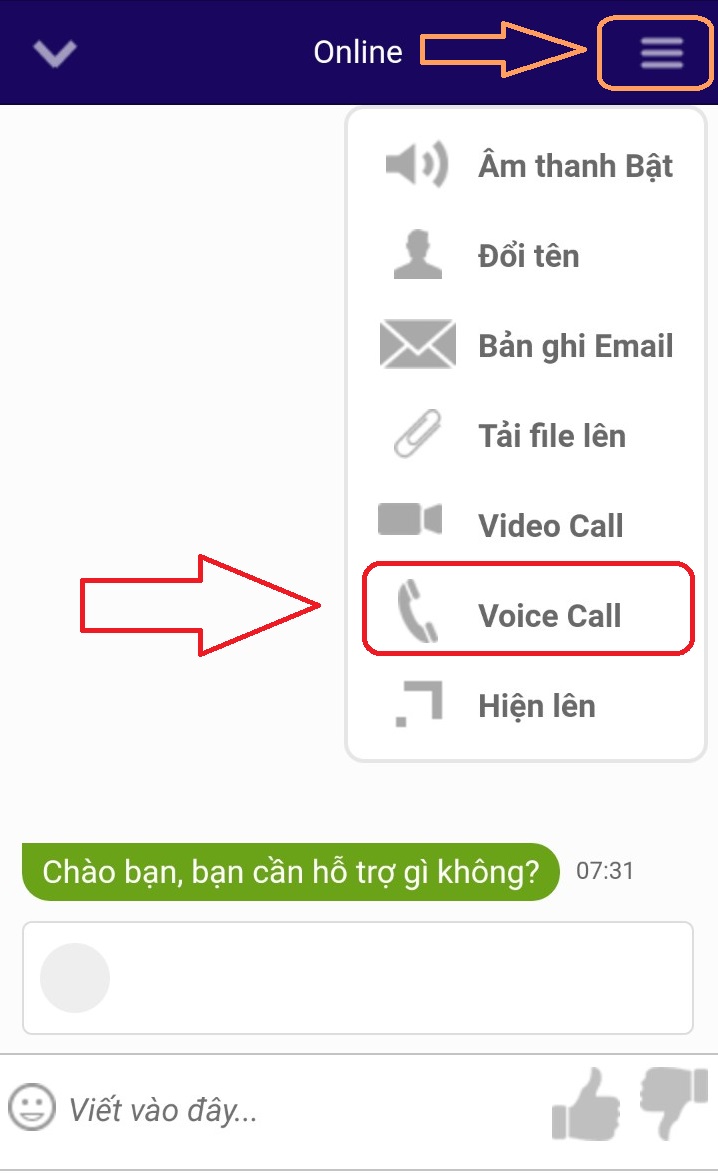 Online
Âm thanh Bật
Đổi tên
Bản ghi Email
Tải file lên
Video Call
Voice Call
Hiện lên
Chào bạn, bạn cần hỗ trợ gì không? 07:31
Viết vào đây...